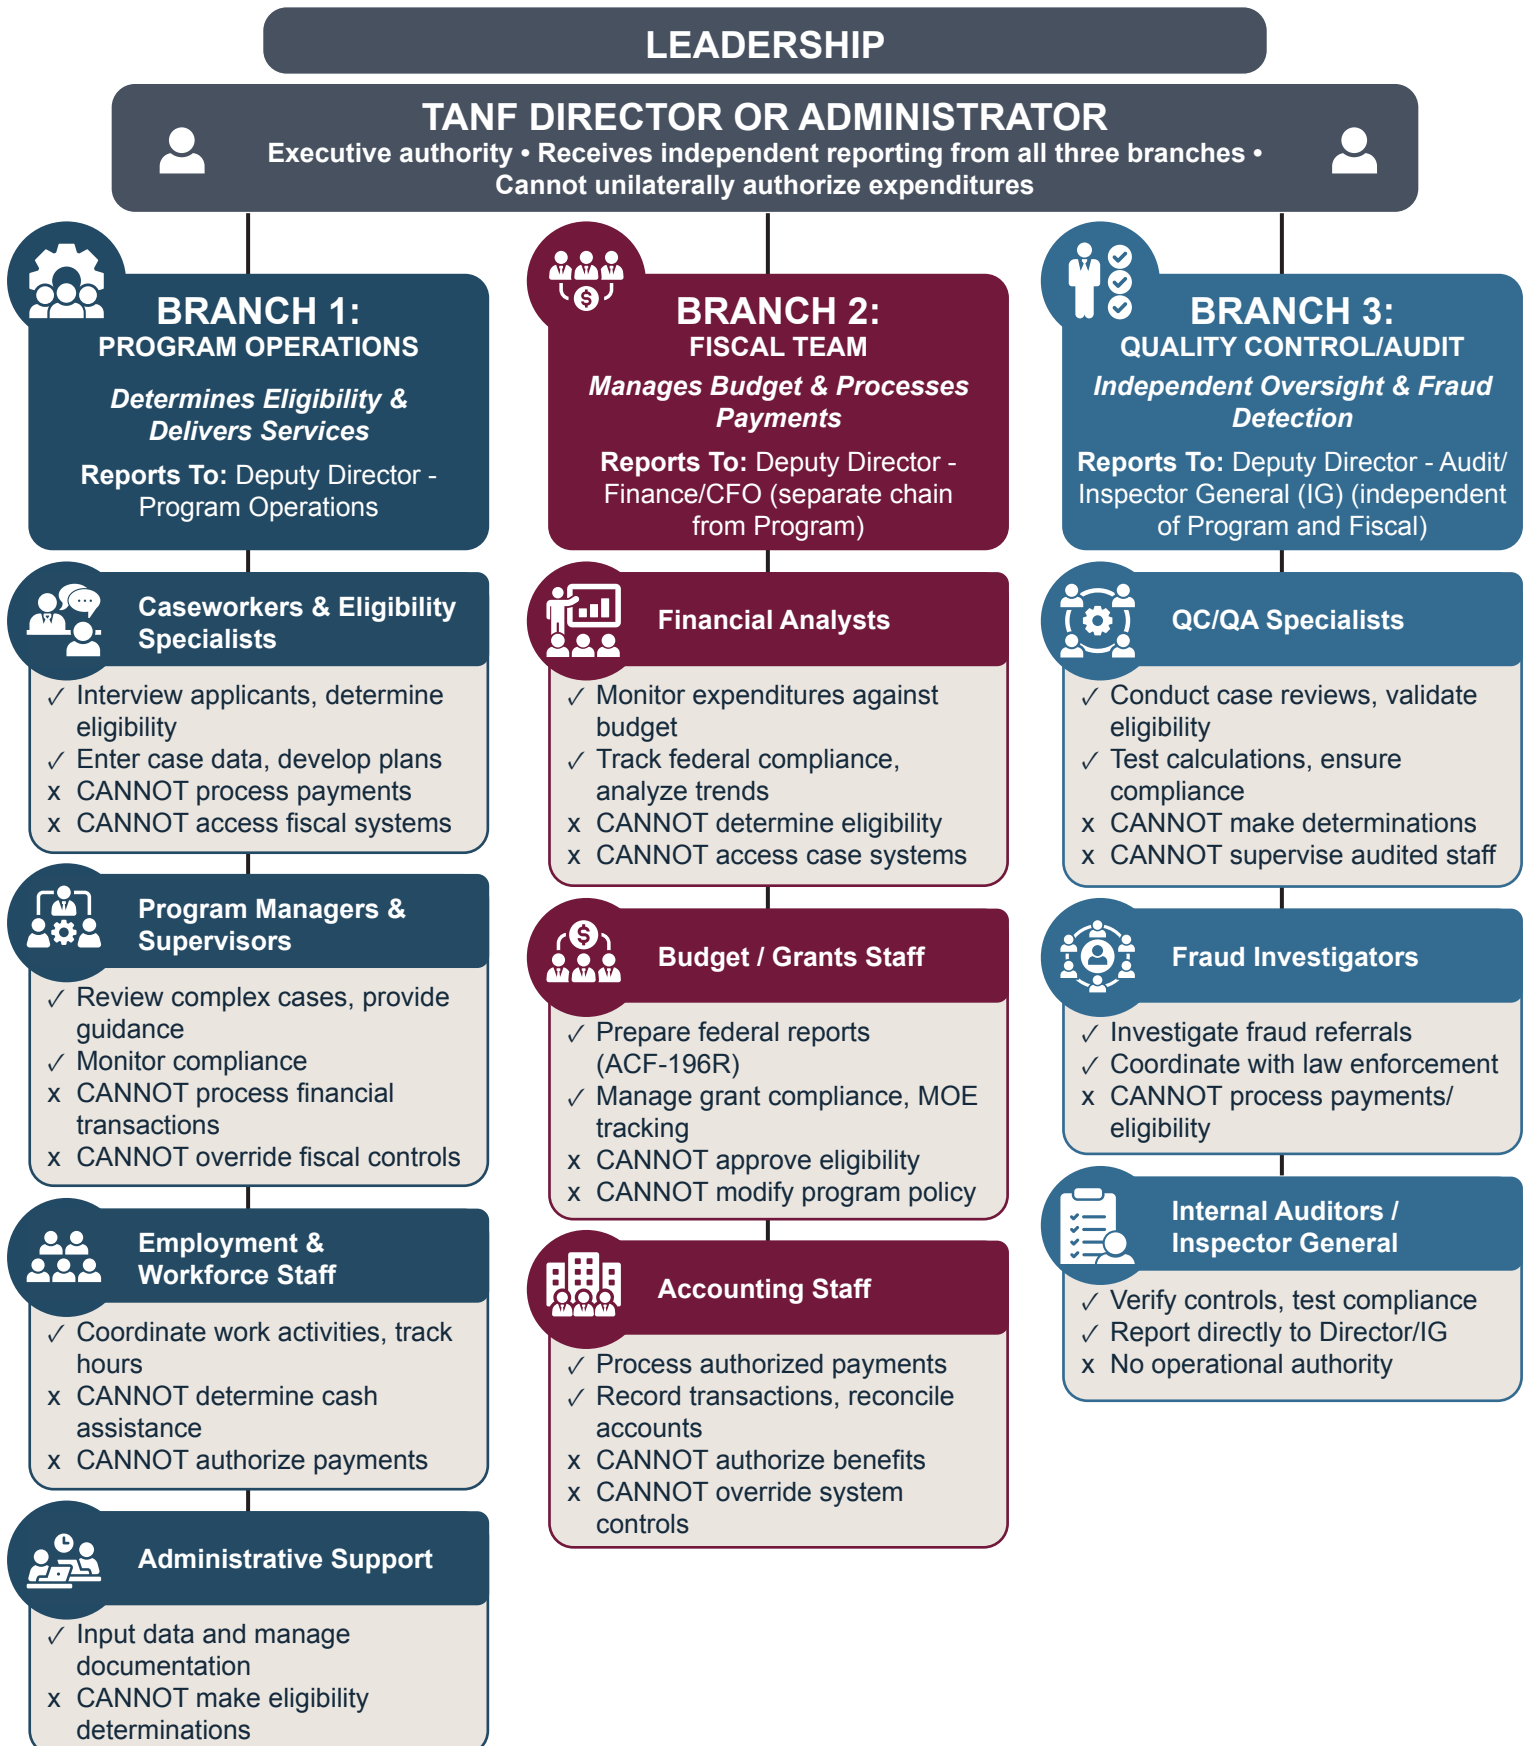 LEADERSHIP
TANF DIRECTOR OR ADMINISTRATOR
Executive authority • Receives independent reporting from all three branches •
Cannot unilaterally authorize expenditures
BRANCH 1:
PROGRAM OPERATIONS
Determines Eligibility &
Delivers Services
Reports To: Deputy Director -
Program Operations
Caseworkers & Eligibility
Specialists
✓ Interview applicants, determine
eligibility
✓ Enter case data, develop plans
x CANNOT process payments
x CANNOT access fiscal systems
Program Managers &
Supervisors
✓ Review complex cases, provide
guidance
✓ Monitor compliance
x CANNOT process financial
transactions
x CANNOT override fiscal controls
Employment &
Workforce Staff
✓ Coordinate work activities, track
hours
x CANNOT determine cash
assistance
x CANNOT authorize payments
Administrative Support
✓ Input data and manage
documentation
x CANNOT make eligibility
determinations
BRANCH 2:
FISCAL TEAM
Manages Budget & Processes
Payments
Reports To: Deputy Director -
Finance/CFO (separate chain
from Program)
Financial Analysts
✓ Monitor expenditures against
budget
✓ Track federal compliance,
analyze trends
x CANNOT determine eligibility
x CANNOT access case systems
Budget / Grants Staff
✓ Prepare federal reports
(ACF-196R)
✓ Manage grant compliance, MOE
tracking
x CANNOT approve eligibility
x CANNOT modify program policy
Accounting Staff
✓ Process authorized payments
✓ Record transactions, reconcile
accounts
x CANNOT authorize benefits
x CANNOT override system
controls
BRANCH 3:
QUALITY CONTROL/AUDIT
Independent Oversight & Fraud
Detection
Reports To: Deputy Director - Audit/
Inspector General (IG) (independent
of Program and Fiscal)
QC/QA Specialists
✓ Conduct case reviews, validate
eligibility
✓ Test calculations, ensure
compliance
x CANNOT make determinations
x CANNOT supervise audited staff
Fraud Investigators
✓ Investigate fraud referrals
✓ Coordinate with law enforcement
x CANNOT process payments/
eligibility
Internal Auditors /
Inspector General
✓ Verify controls, test compliance
✓ Report directly to Director/IG
x No operational authority